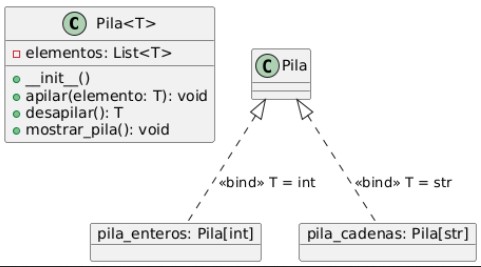 C Pila<T>
elementos: List<T>
__init__()
apilar(elemento: T): void
desapilar(): T
mostrar_pila(): void
C Pila
«bind» T = int
«bind» T = str
pila_enteros: Pila[int]
pila_cadenas: Pila[str]